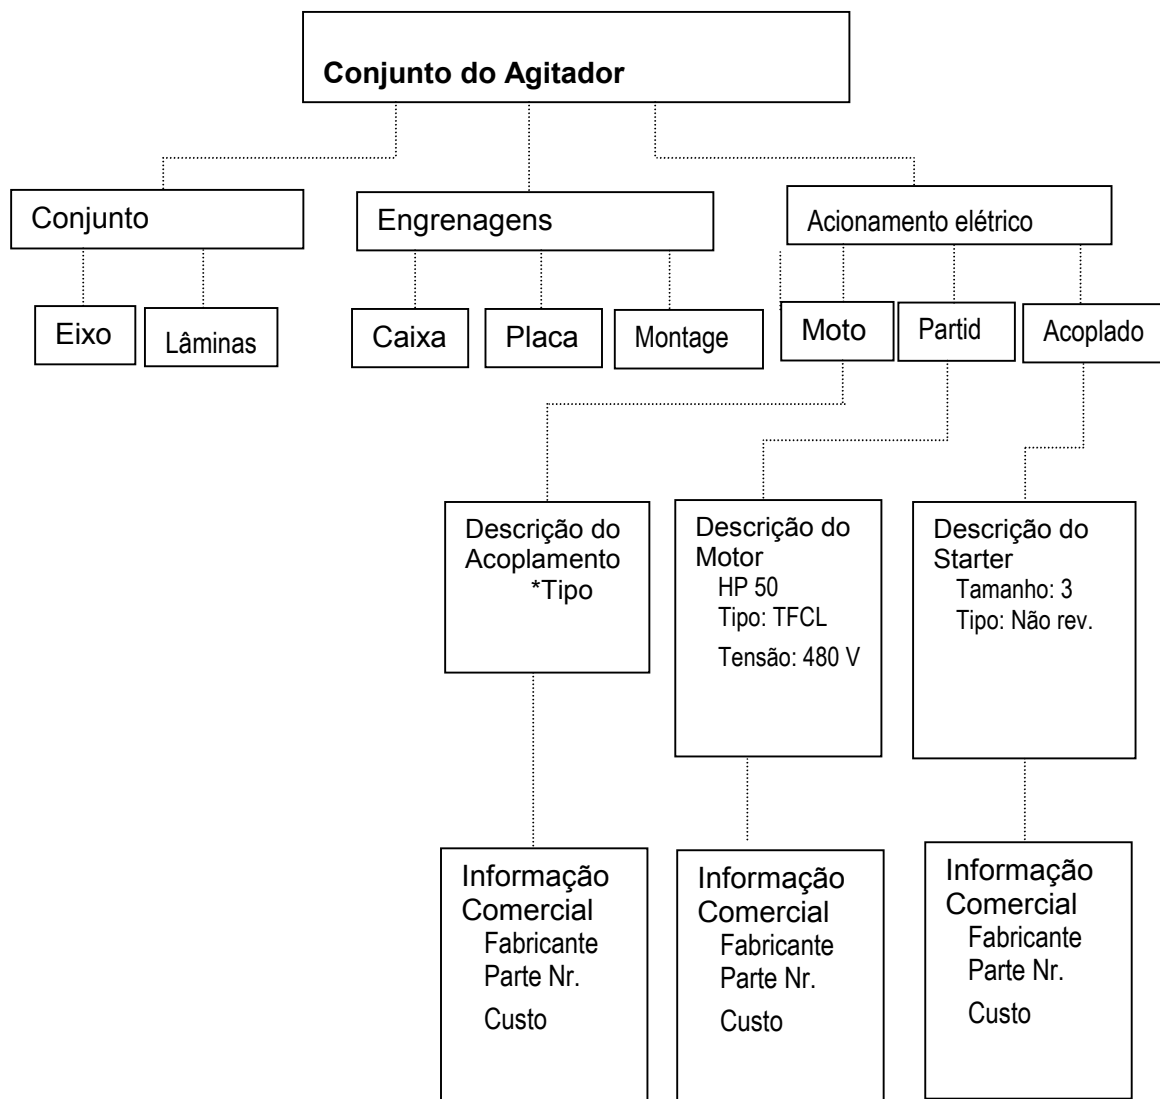 Conjunto do Agitador
Conjunto
Engrenagens
Acionamento elétrico
Eixo
Lâminas
Caixa
Placa
Montage
Moto
Partid
Acoplado
Descrição do
Acoplamento
*Tipo
Descrição do
Motor
HP 50
Tipo: TFCL
Tensão: 480 V
Descrição do
Starter
Tamanho: 3
Tipo: Não rev.
Informação
Comercial
Fabricante
Parte Nr.
Custo
Informação
Comercial
Fabricante
Parte Nr.
Custo
Informação
Comercial
Fabricante
Parte Nr.
Custo